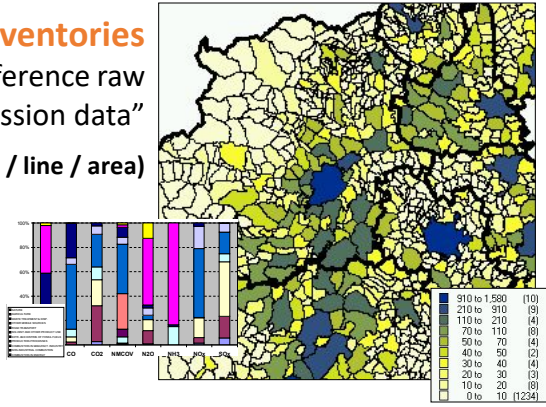 ventories
ference raw
ssion data”
/ line / area)
100%
80%
60%
40%
CO CO2 NMCOV N2O NH3 NOx SOx
910 to 1,580 (10)
210 to 910 (9)
110 to 210 (4)
70 to 110 (8)
50 to 70 (4)
40 to 50 (2)
30 to 40 (4)
20 to 30 (3)
10 to 20 (8)
0 to 10 (1234)